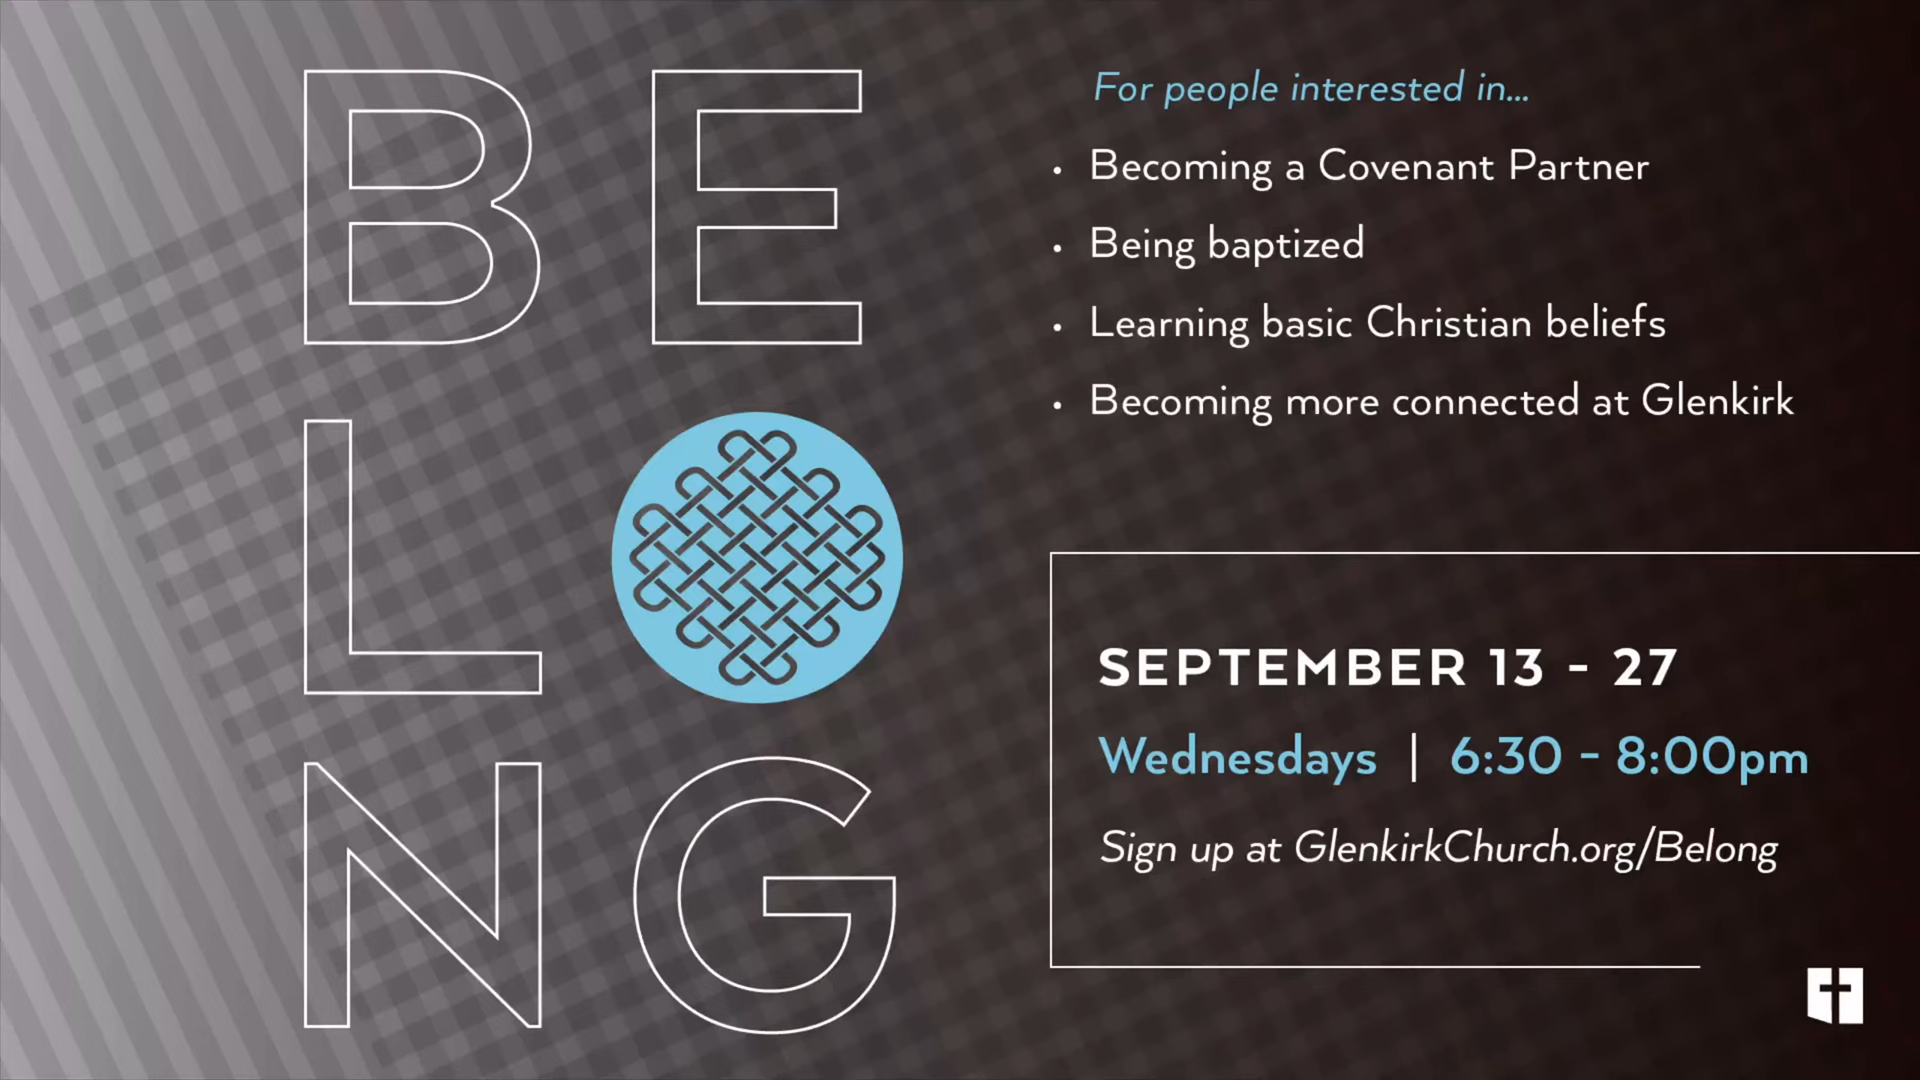 BE
LONG
For people interested in...
• Becoming a Covenant Partner
• Being baptized
• Learning basic Christian beliefs
• Becoming more connected at Glenkirk
SEPTEMBER 13 - 27
Wednesdays | 6:30 - 8:00pm
Sign up at GlenkirkChurch.org/Belong